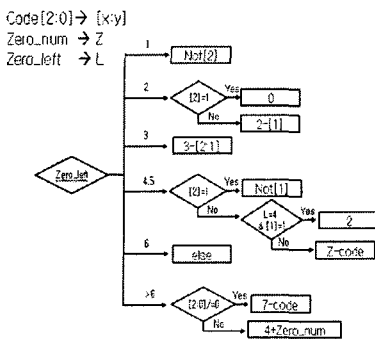 Code[2:0]→ [x:y]
Zero_num → Z
Zero_left → L
1
Not[2]
2
[2]=1
Yes
0
No
2-[1]
3
3-[2:1]
Zero_left
4,5
[2]=1
Yes
Not[1]
No
L=4
& [1]=1
Yes
2
No
Z-code
6
else
>6
[2:0]/=0
Yes
7-code
No
4+Zero_num